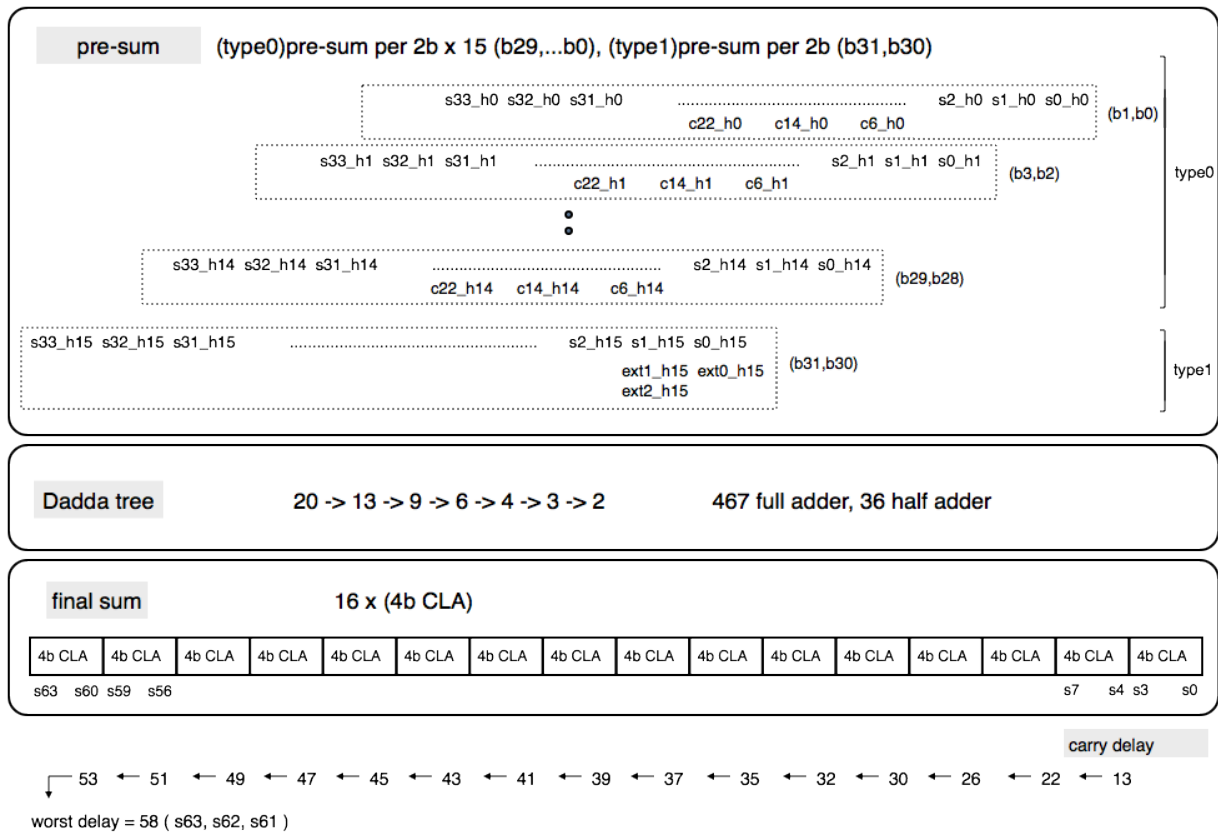 pre-sum (type0)pre-sum per 2b x 15 (b29,...b0), (type1)pre-sum per 2b (b31,b30)
s33_h0 s32_h0 s31_h0 ................................................ s2_h0 s1_h0 s0_h0
c22_h0 c14_h0 c6_h0
(b1,b0)
s33_h1 s32_h1 s31_h1 ................................................ s2_h1 s1_h1 s0_h1
c22_h1 c14_h1 c6_h1
(b3,b2)
type0
s33_h14 s32_h14 s31_h14 ................................................ s2_h14 s1_h14 s0_h14
c22_h14 c14_h14 c6_h14
(b29,b28)
s33_h15 s32_h15 s31_h15 ................................................ s2_h15 s1_h15 s0_h15
ext1_h15 ext0_h15
ext2_h15
(b31,b30)
type1
Dadda tree 20 -> 13 -> 9 -> 6 -> 4 -> 3 -> 2 467 full adder, 36 half adder
final sum 16 x (4b CLA)
4b CLA 4b CLA 4b CLA 4b CLA 4b CLA 4b CLA 4b CLA 4b CLA 4b CLA 4b CLA 4b CLA 4b CLA 4b CLA 4b CLA 4b CLA 4b CLA
s63 s60 s59 s56 s7 s4 s3 s0
carry delay
53 ← 51 ← 49 ← 47 ← 45 ← 43 ← 41 ← 39 ← 37 ← 35 ← 32 ← 30 ← 26 ← 22 ← 13
worst delay = 58 ( s63, s62, s61 )